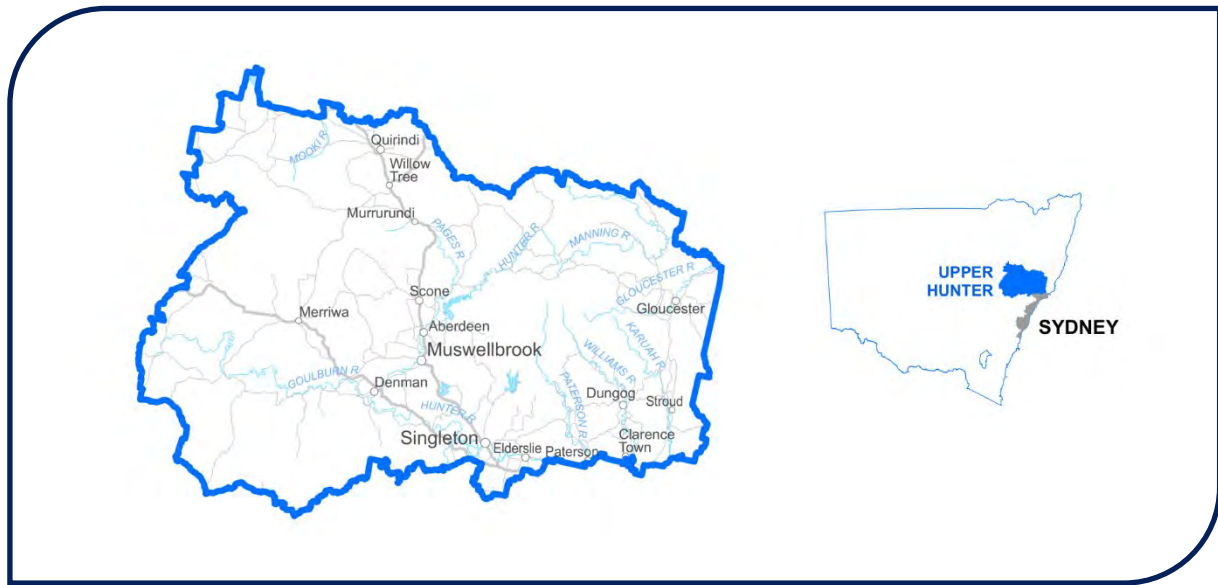 Quirindi
MOOKI R
Willow
Tree
Murrurundi
PAGES R
HUNTER R
MANNING R
GLOUCESTER R
Scone
Gloucester
Merriwa
Aberdeen
KARUAH R
Muswellbrook
WILLIAMS R
GOULBURN R
Denman
PATERSON R
Dungog
Stroud
HUNTER R
Singleton
Clarence
Town
Elderslie
Paterson
UPPER
HUNTER
SYDNEY